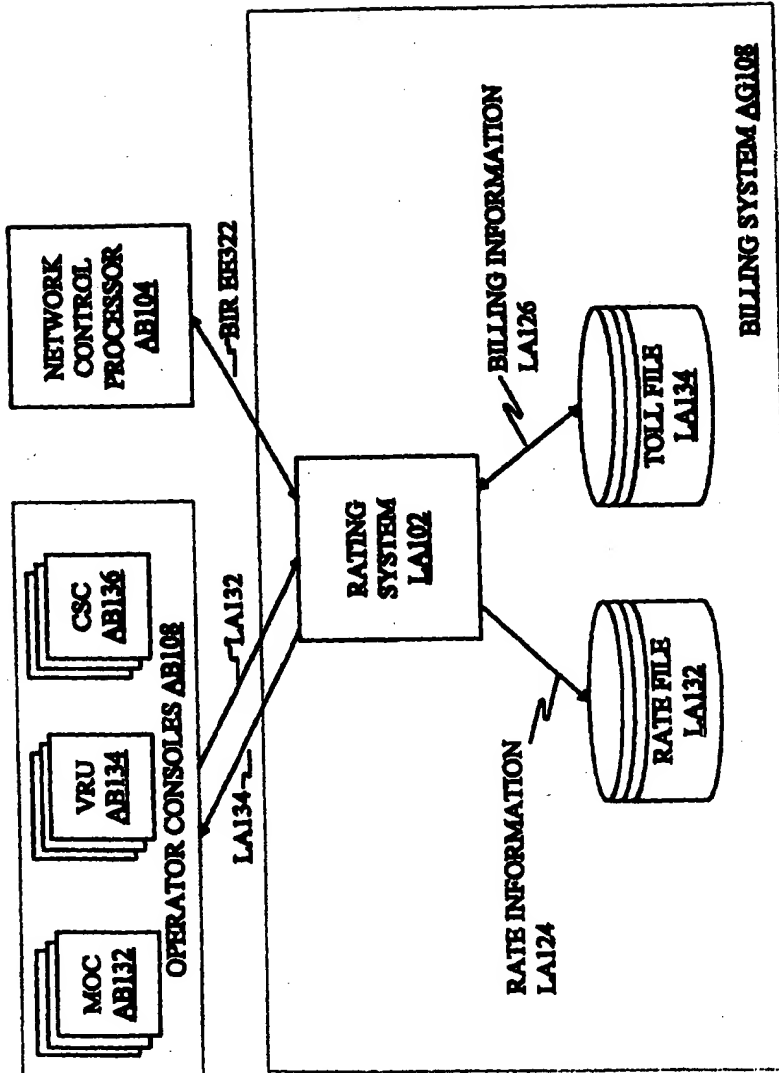 MOC
AB132
VRU
AB134
CSC
AB136
OPERATOR CONSOLES AB108
NETWORK
CONTROL
PROCESSOR
AB104
LA134
LA132
BIR EE322
RATING
SYSTEM
LA102
RATE INFORMATION
LA124
BILLING INFORMATION
LA126
RATE FILE
LA132
TOLL FILE
LA134
BILLING SYSTEM AG108